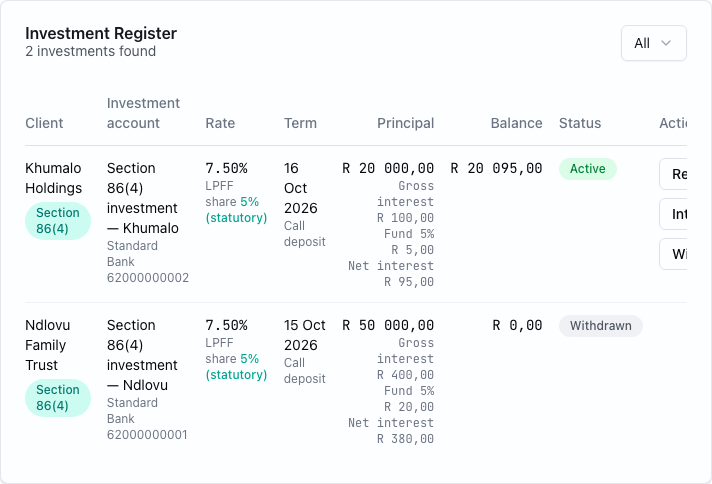 Investment Register
2 investments found
All
Client
Investment account
Rate
Term
Principal
Balance
Status
Khumalo Holdings
Section 86(4)
Section 86(4) investment — Khumalo
Standard Bank 62000000002
7.50%
LPFF share 5% (statutory)
16 Oct 2026
Call deposit
R 20 000,00
Gross interest
R 100,00
Fund 5%
R 5,00
Net interest
R 95,00
R 20 095,00
Active
Ndlovu Family Trust
Section 86(4)
Section 86(4) investment — Ndlovu
Standard Bank 62000000001
7.50%
LPFF share 5% (statutory)
15 Oct 2026
Call deposit
R 50 000,00
Gross interest
R 400,00
Fund 5%
R 20,00
Net interest
R 380,00
R 0,00
Withdrawn